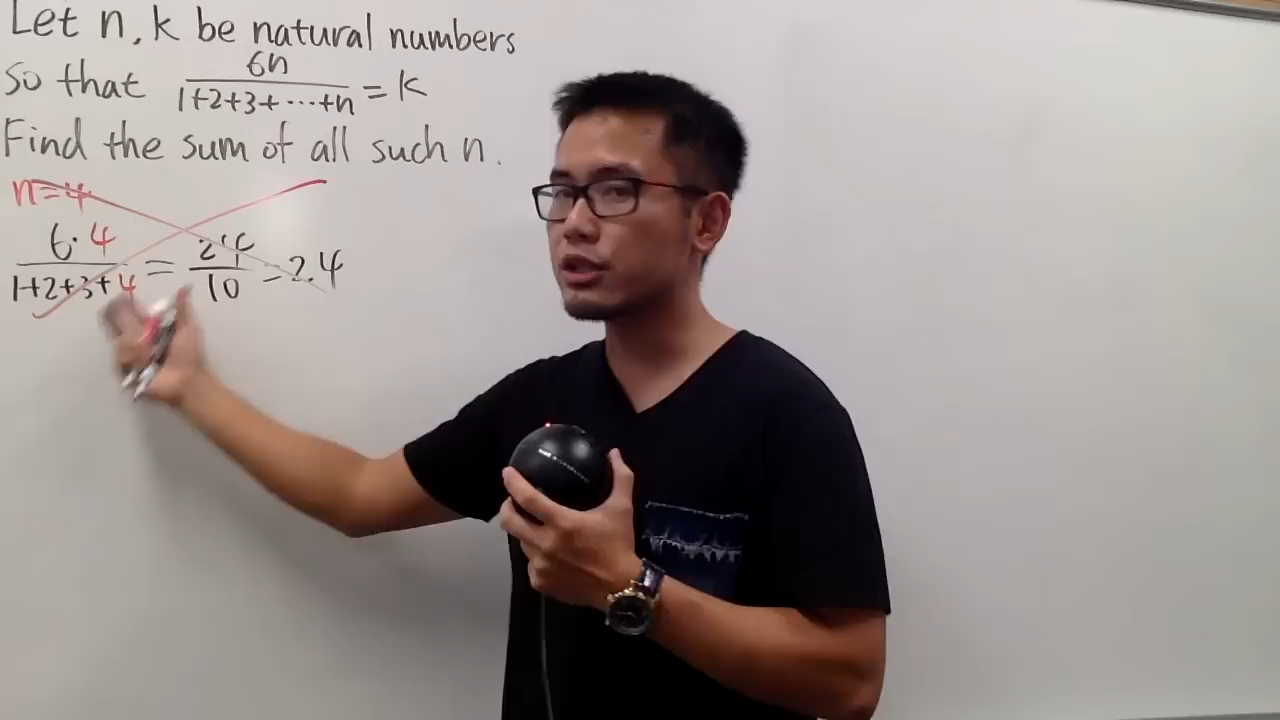 Let n, k be natural numbers
So that 6n / 1+2+3+⋯+n = k
Find the sum of all such n.
n=4
6·4 / 1+2+3+4 = 24 / 10 = 2.4